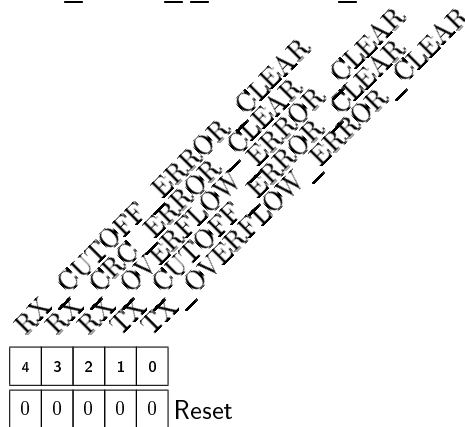 RX_CUTOFF_ERROR_CLEAR
RX_CRC_ERROR_CLEAR
RX_OVERFLOW_ERROR_CLEAR
TX_CUTOFF_ERROR_CLEAR
TX_OVERFLOW_ERROR_CLEAR
4 3 2 1 0
0 0 0 0 0 Reset